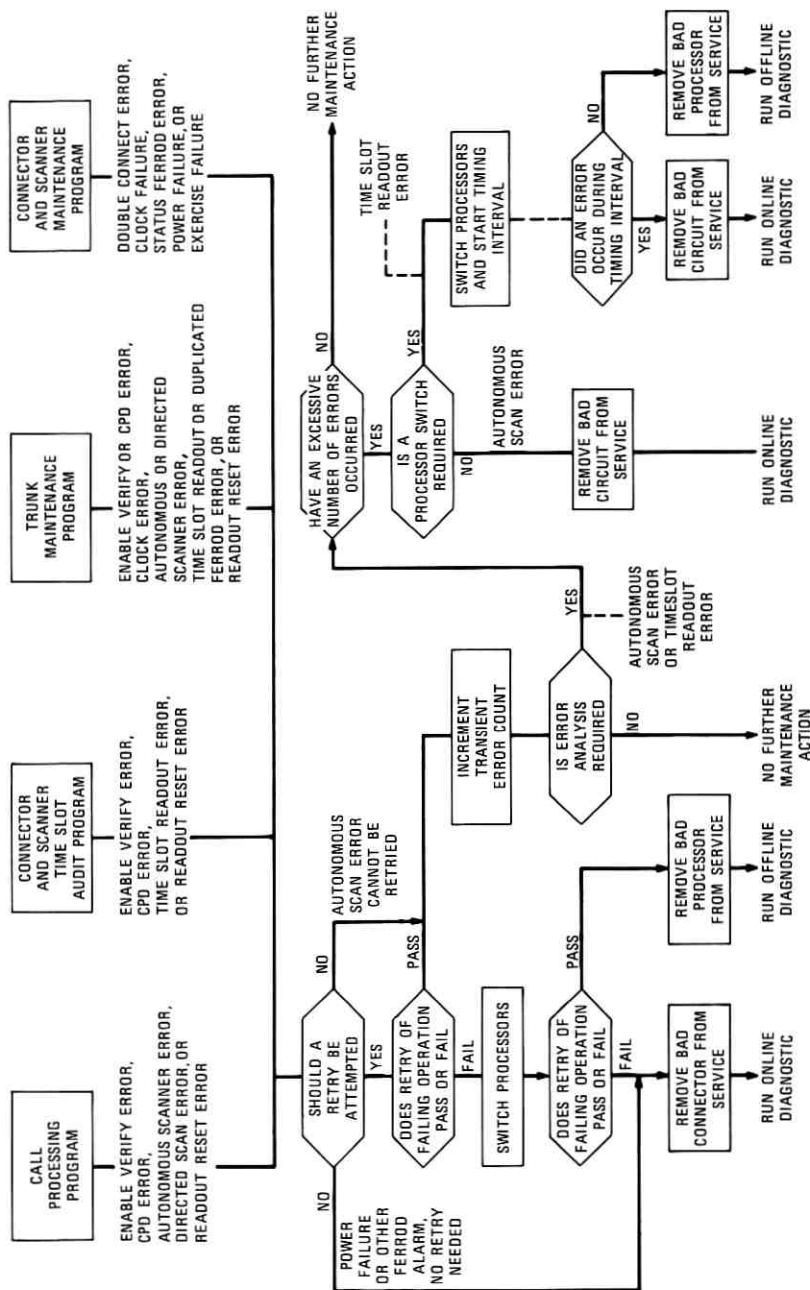 CALL
PROCESSING
PROGRAM
ENABLE VERIFY ERROR,
CPD ERROR,
AUTONOMOUS SCANNER ERROR,
DIRECTED SCAN ERROR, OR
READOUT RESET ERROR
CONNECTOR
AND SCANNER
TIME SLOT
AUDIT PROGRAM
ENABLE VERIFY ERROR,
CPD ERROR,
TIME SLOT READOUT ERROR,
OR READOUT RESET ERROR
TRUNK
MAINTENANCE
PROGRAM
ENABLE VERIFY OR CPD ERROR,
CLOCK ERROR,
AUTONOMOUS OR DIRECTED
SCANNER ERROR,
TIME SLOT READOUT OR DUPLICATED
FERROD ERROR, OR
READOUT RESET ERROR
CONNECTOR
AND SCANNER
MAINTENANCE
PROGRAM
DOUBLE CONNECT ERROR,
CLOCK FAILURE,
STATUS FERROD ERROR,
POWER FAILURE, OR
EXERCISE FAILURE
NO
POWER
FAILURE
OR OTHER
FERROD
ALARM,
NO RETRY
NEEDED
SHOULD A
RETRY BE
ATTEMPTED
NO
AUTONOMOUS
SCAN ERROR
CANNOT BE
RETRIED
YES
DOES RETRY OF
FAILING OPERATION
PASS OR FAIL
PASS
FAIL
SWITCH PROCESSORS
DOES RETRY OF
FAILING OPERATION
PASS OR FAIL
PASS
FAIL
REMOVE BAD
CONNECTOR FROM
SERVICE
RUN ONLINE
DIAGNOSTIC
REMOVE BAD
PROCESSOR
FROM SERVICE
RUN OFFLINE
DIAGNOSTIC
INCREMENT
TRANSIENT
ERROR COUNT
IS ERROR
ANALYSIS
REQUIRED
YES
AUTONOMOUS
SCAN ERROR
OR TIMESLOT
READOUT
ERROR
NO
NO FURTHER
MAINTENANCE
ACTION
HAVE AN EXCESSIVE
NUMBER OF ERRORS
OCCURRED
NO
NO FURTHER
MAINTENANCE
ACTION
YES
IS A
PROCESSOR SWITCH
REQUIRED
YES
TIME SLOT
READOUT
ERROR
NO
AUTONOMOUS
SCAN ERROR
REMOVE BAD
CIRCUIT FROM
SERVICE
RUN ONLINE
DIAGNOSTIC
SWITCH PROCESSORS
AND START TIMING
INTERVAL
DID AN ERROR
OCCUR DURING
TIMING INTERVAL
NO
YES
REMOVE BAD
CIRCUIT FROM
SERVICE
RUN ONLINE
DIAGNOSTIC
REMOVE BAD
PROCESSOR
FROM SERVICE
RUN OFFLINE
DIAGNOSTIC